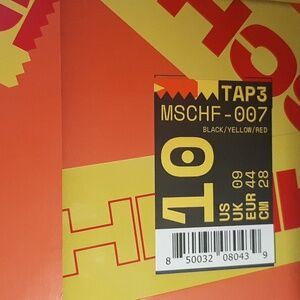 TAP3
MSCHF-007
BLACK/YELLOW/RED
10
US
UK 09
EUR 44
CM 28
8 50032 08043 9